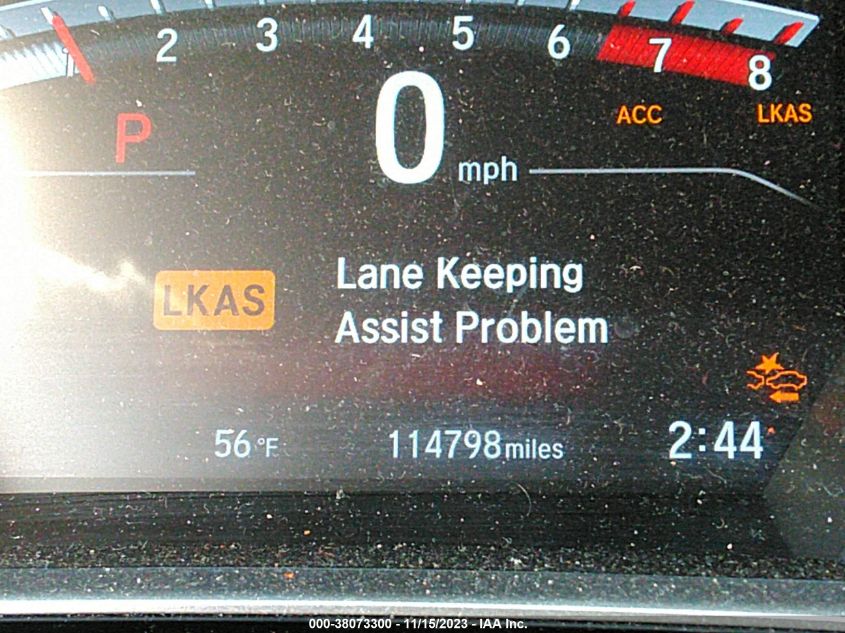 2 3 4 5 6 7 8
P
0 mph
ACC LKAS
LKAS
Lane Keeping
Assist Problem
56 °F 114798 miles 2:44
000-38073300 - 11/15/2023 - IAA Inc.